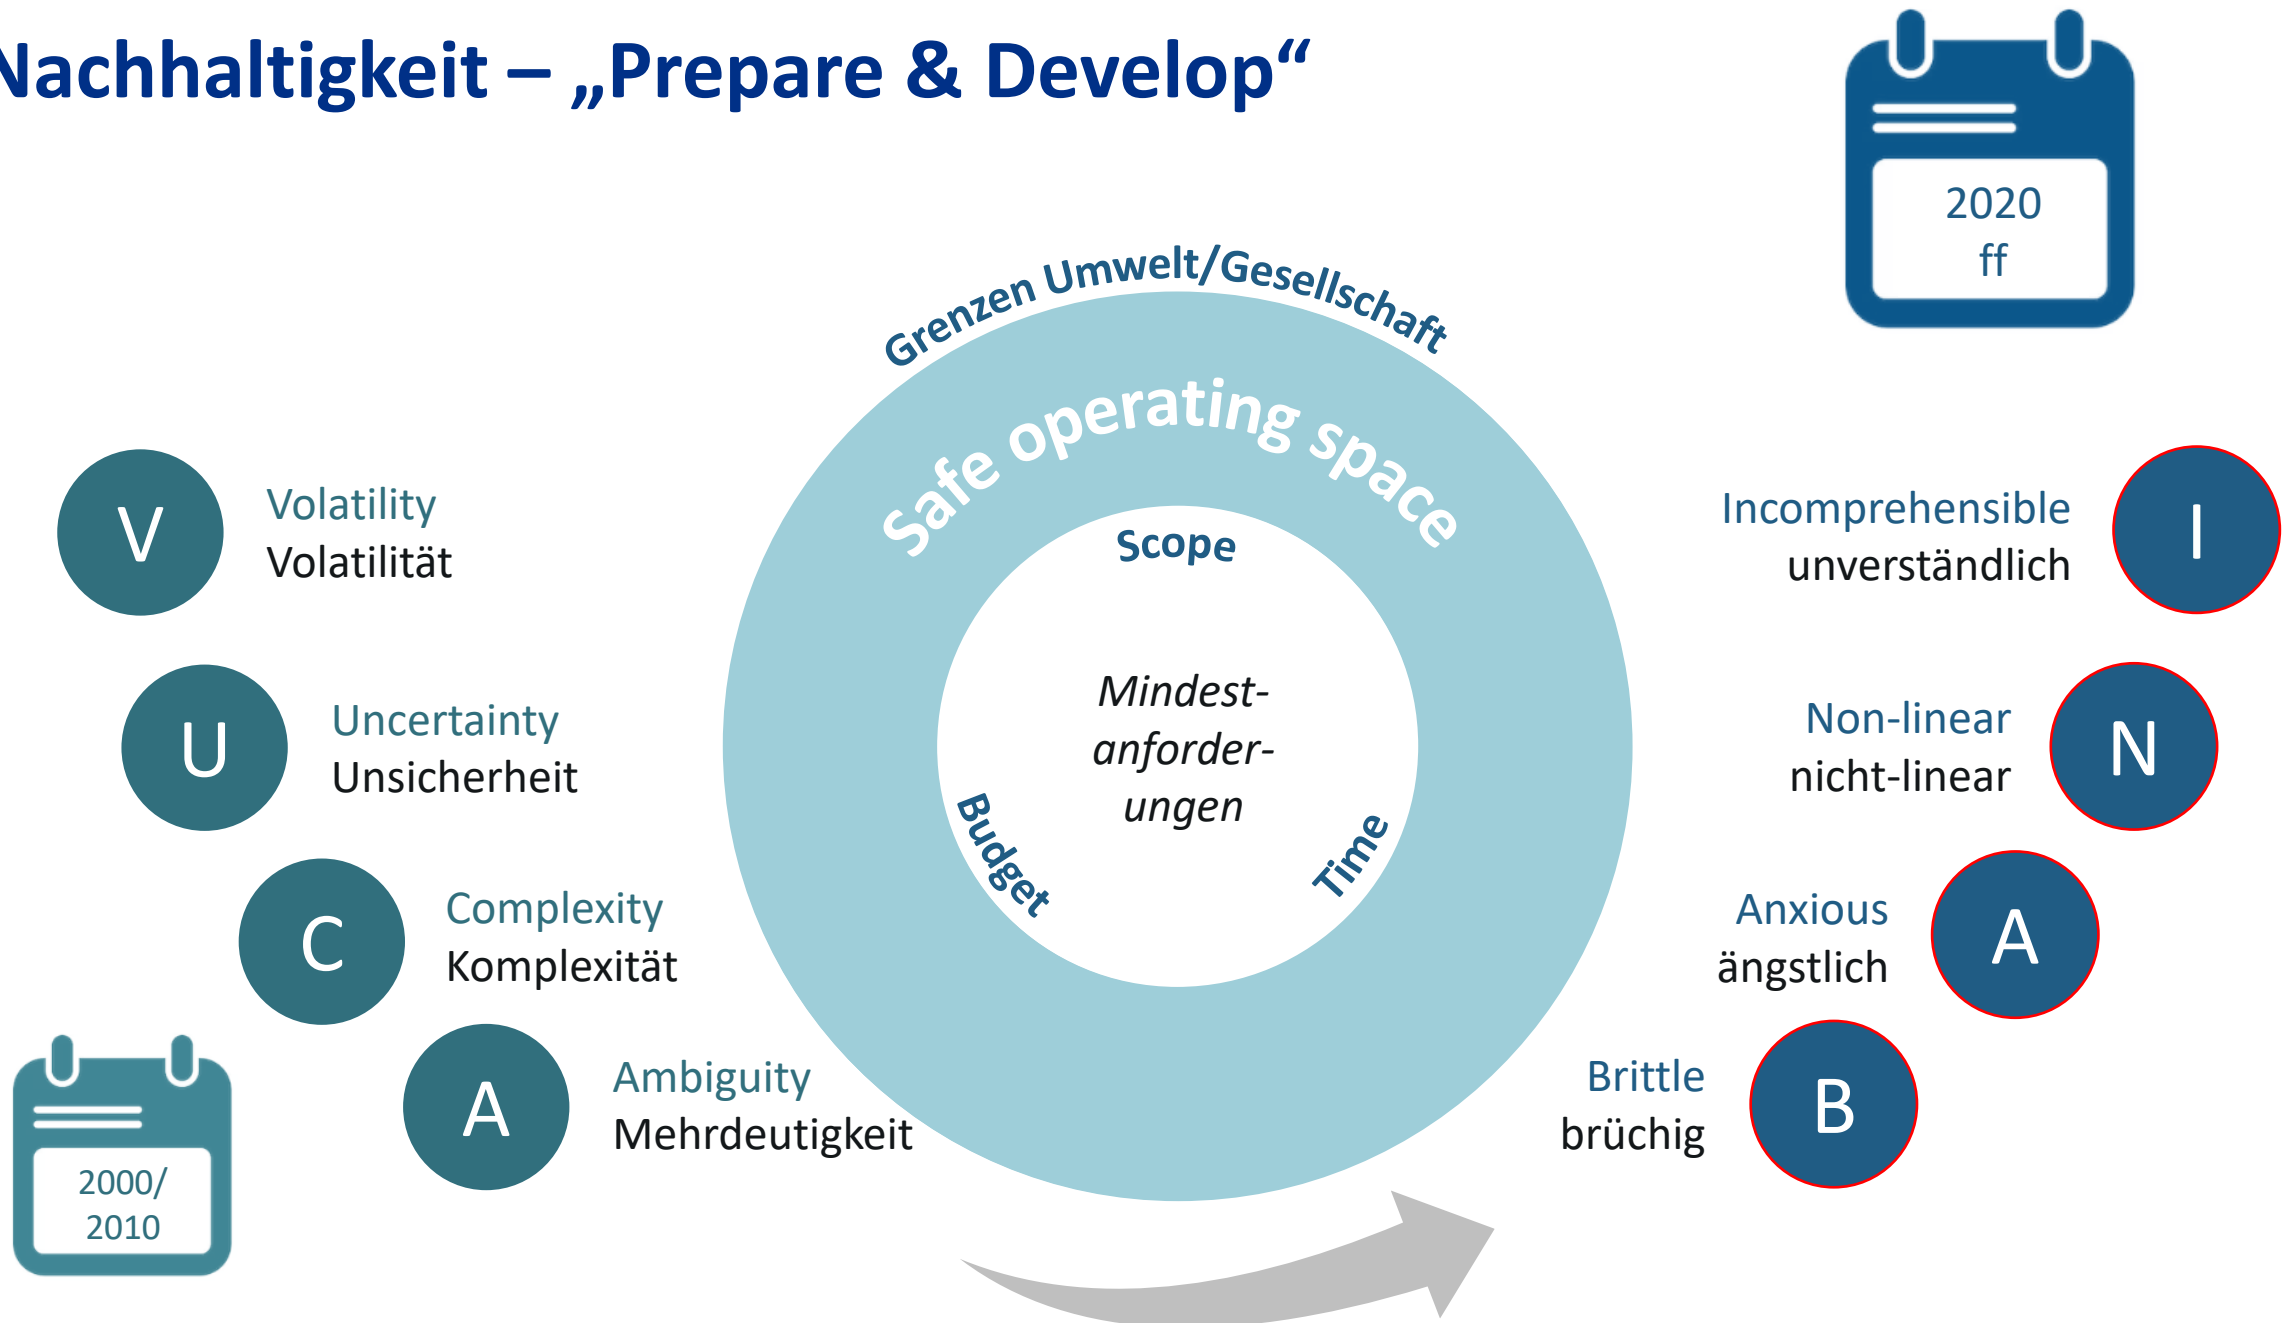 Nachhaltigkeit – „Prepare & Develop“
2020
ff
Grenzen Umwelt/Gesellschaft
Safe operating space
Scope
Budget
Time
Mindest-
anforder-
ungen
V
Volatility
Volatilität
U
Uncertainty
Unsicherheit
C
Complexity
Komplexität
A
Ambiguity
Mehrdeutigkeit
2000/
2010
Incomprehensible
unverständlich
I
Non-linear
nicht-linear
N
Anxious
ängstlich
A
Brittle
brüchig
B